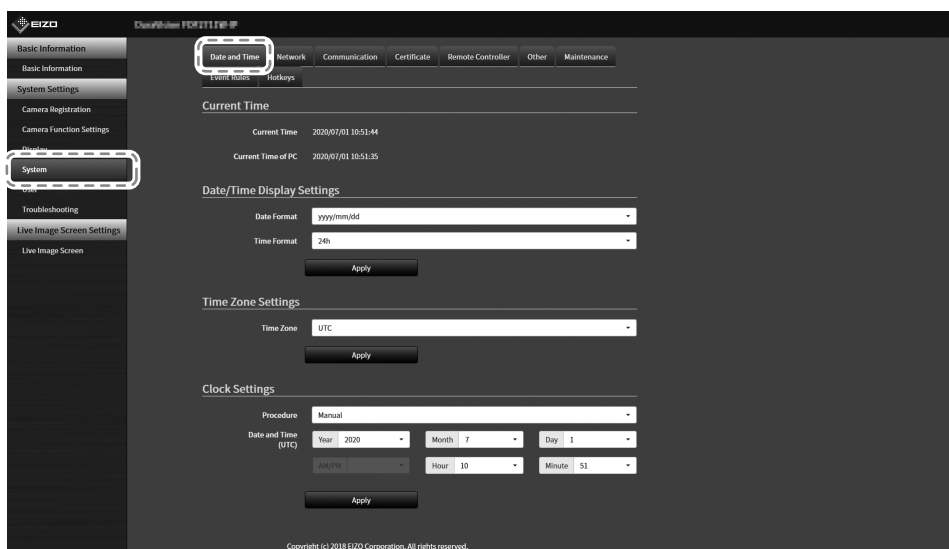 EIZO
Basic Information
Basic Information
System Settings
Camera Registration
Camera Function Settings
Display
System
User
Troubleshooting
Live Image Screen Settings
Live Image Screen
Date and Time Network Communication Certificate Remote Controller Other Maintenance
Event Rules Hotkeys
Current Time
Current Time 2020/07/01 10:51:44
Current Time of PC 2020/07/01 10:51:35
Date/Time Display Settings
Date Format yyyy/mm/dd
Time Format 24h
Apply
Time Zone Settings
Time Zone UTC
Apply
Clock Settings
Procedure Manual
Date and Time Year 2020 Month 7 Day 1
(UTC)
AM/PM Hour 10 Minute 51
Apply
Copyright (c) 2018 EIZO Corporation. All rights reserved.